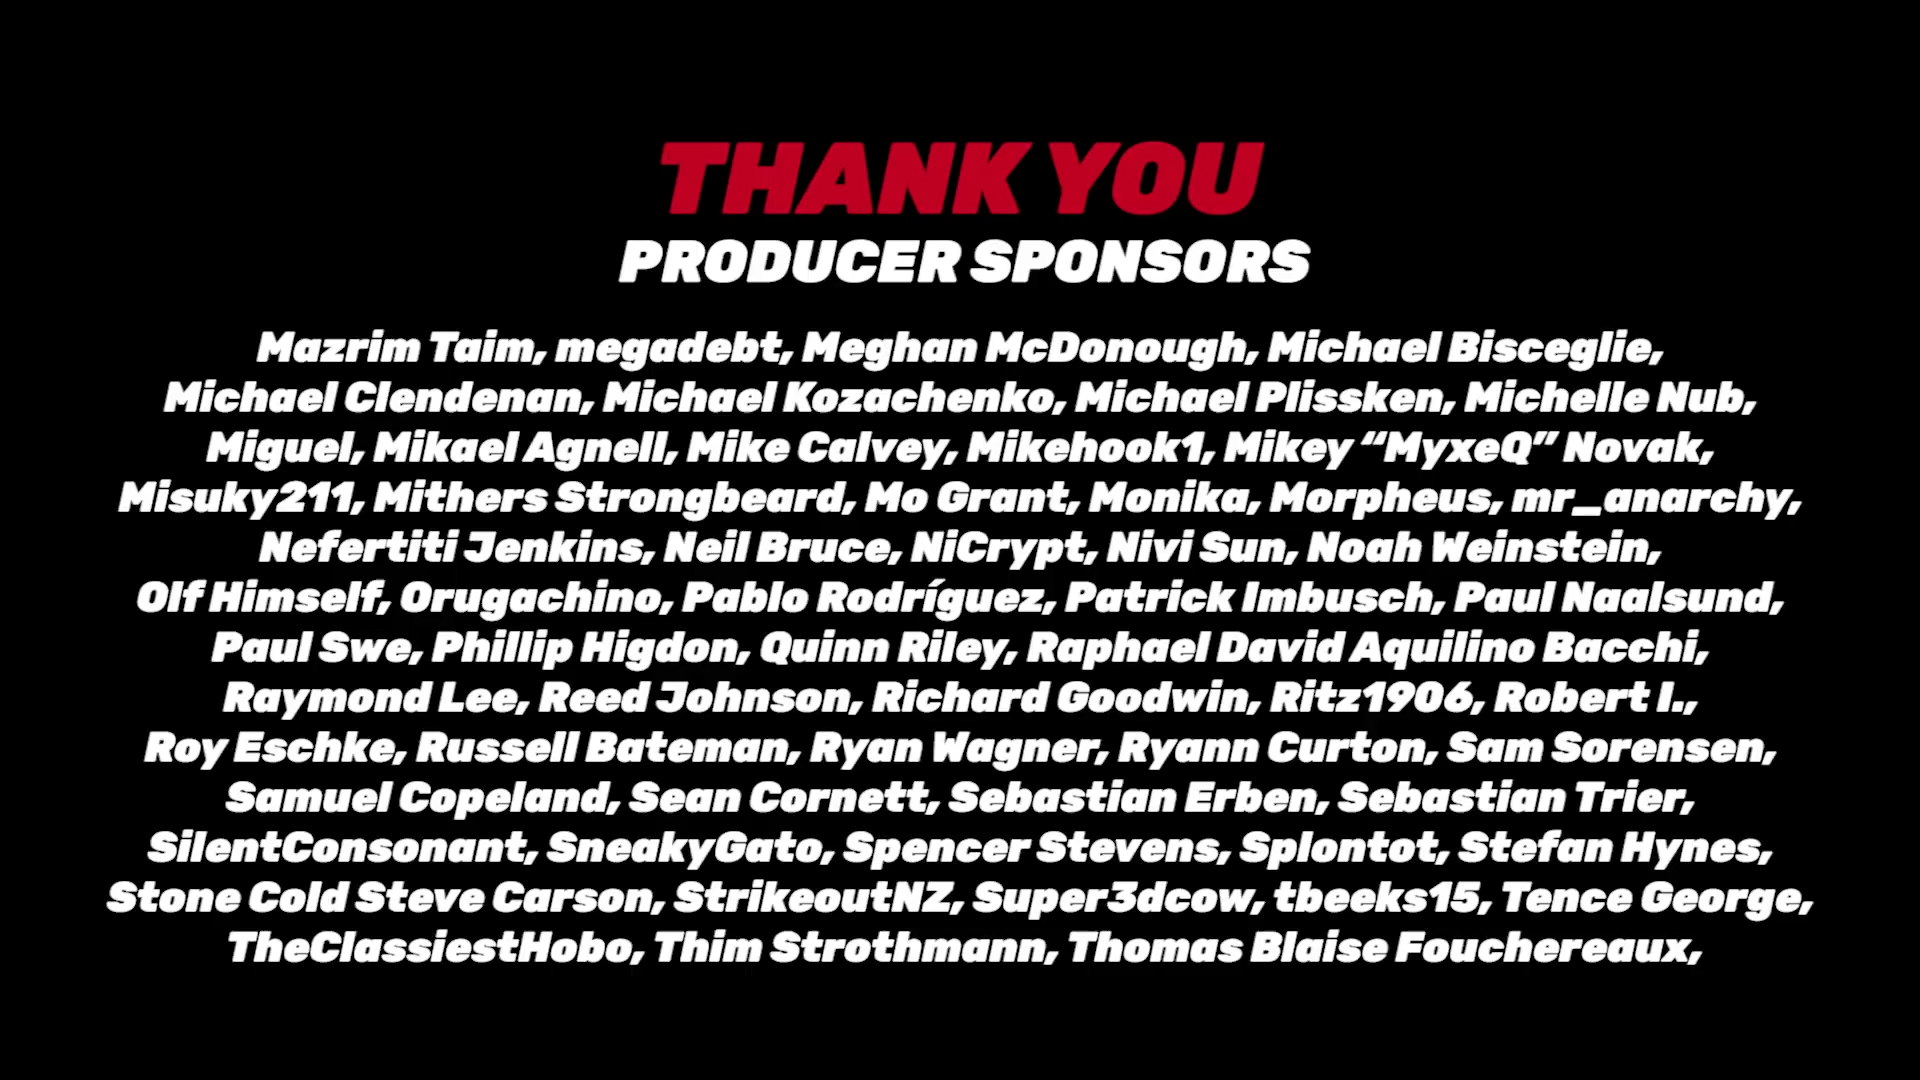 THANK YOU
PRODUCER SPONSORS
Mazrim Taim, megadebt, Meghan McDonough, Michael Bisceglie,
Michael Clendenan, Michael Kozachenko, Michael Plissken, Michelle Nub,
Miguel, Mikael Agnell, Mike Calvey, Mikehook1, Mikey “MyxeQ” Novak,
Misuky211, Mithers Strongbeard, Mo Grant, Monika, Morpheus, mr_anarchy,
Nefertiti Jenkins, Neil Bruce, NiCrypt, Nivi Sun, Noah Weinstein,
Olf Himself, Orugachino, Pablo Rodríguez, Patrick Imbusch, Paul Naalsund,
Paul Swe, Phillip Higdon, Quinn Riley, Raphael David Aquilino Bacchi,
Raymond Lee, Reed Johnson, Richard Goodwin, Ritz1906, Robert I.,
Roy Eschke, Russell Bateman, Ryan Wagner, Ryann Curton, Sam Sorensen,
Samuel Copeland, Sean Cornett, Sebastian Erben, Sebastian Trier,
SilentConsonant, SneakyGato, Spencer Stevens, Splontot, Stefan Hynes,
Stone Cold Steve Carson, StrikeoutNZ, Super3dcow, tbeeks15, Tence George,
TheClassiestHobo, Thim Strothmann, Thomas Blaise Fouchereaux,